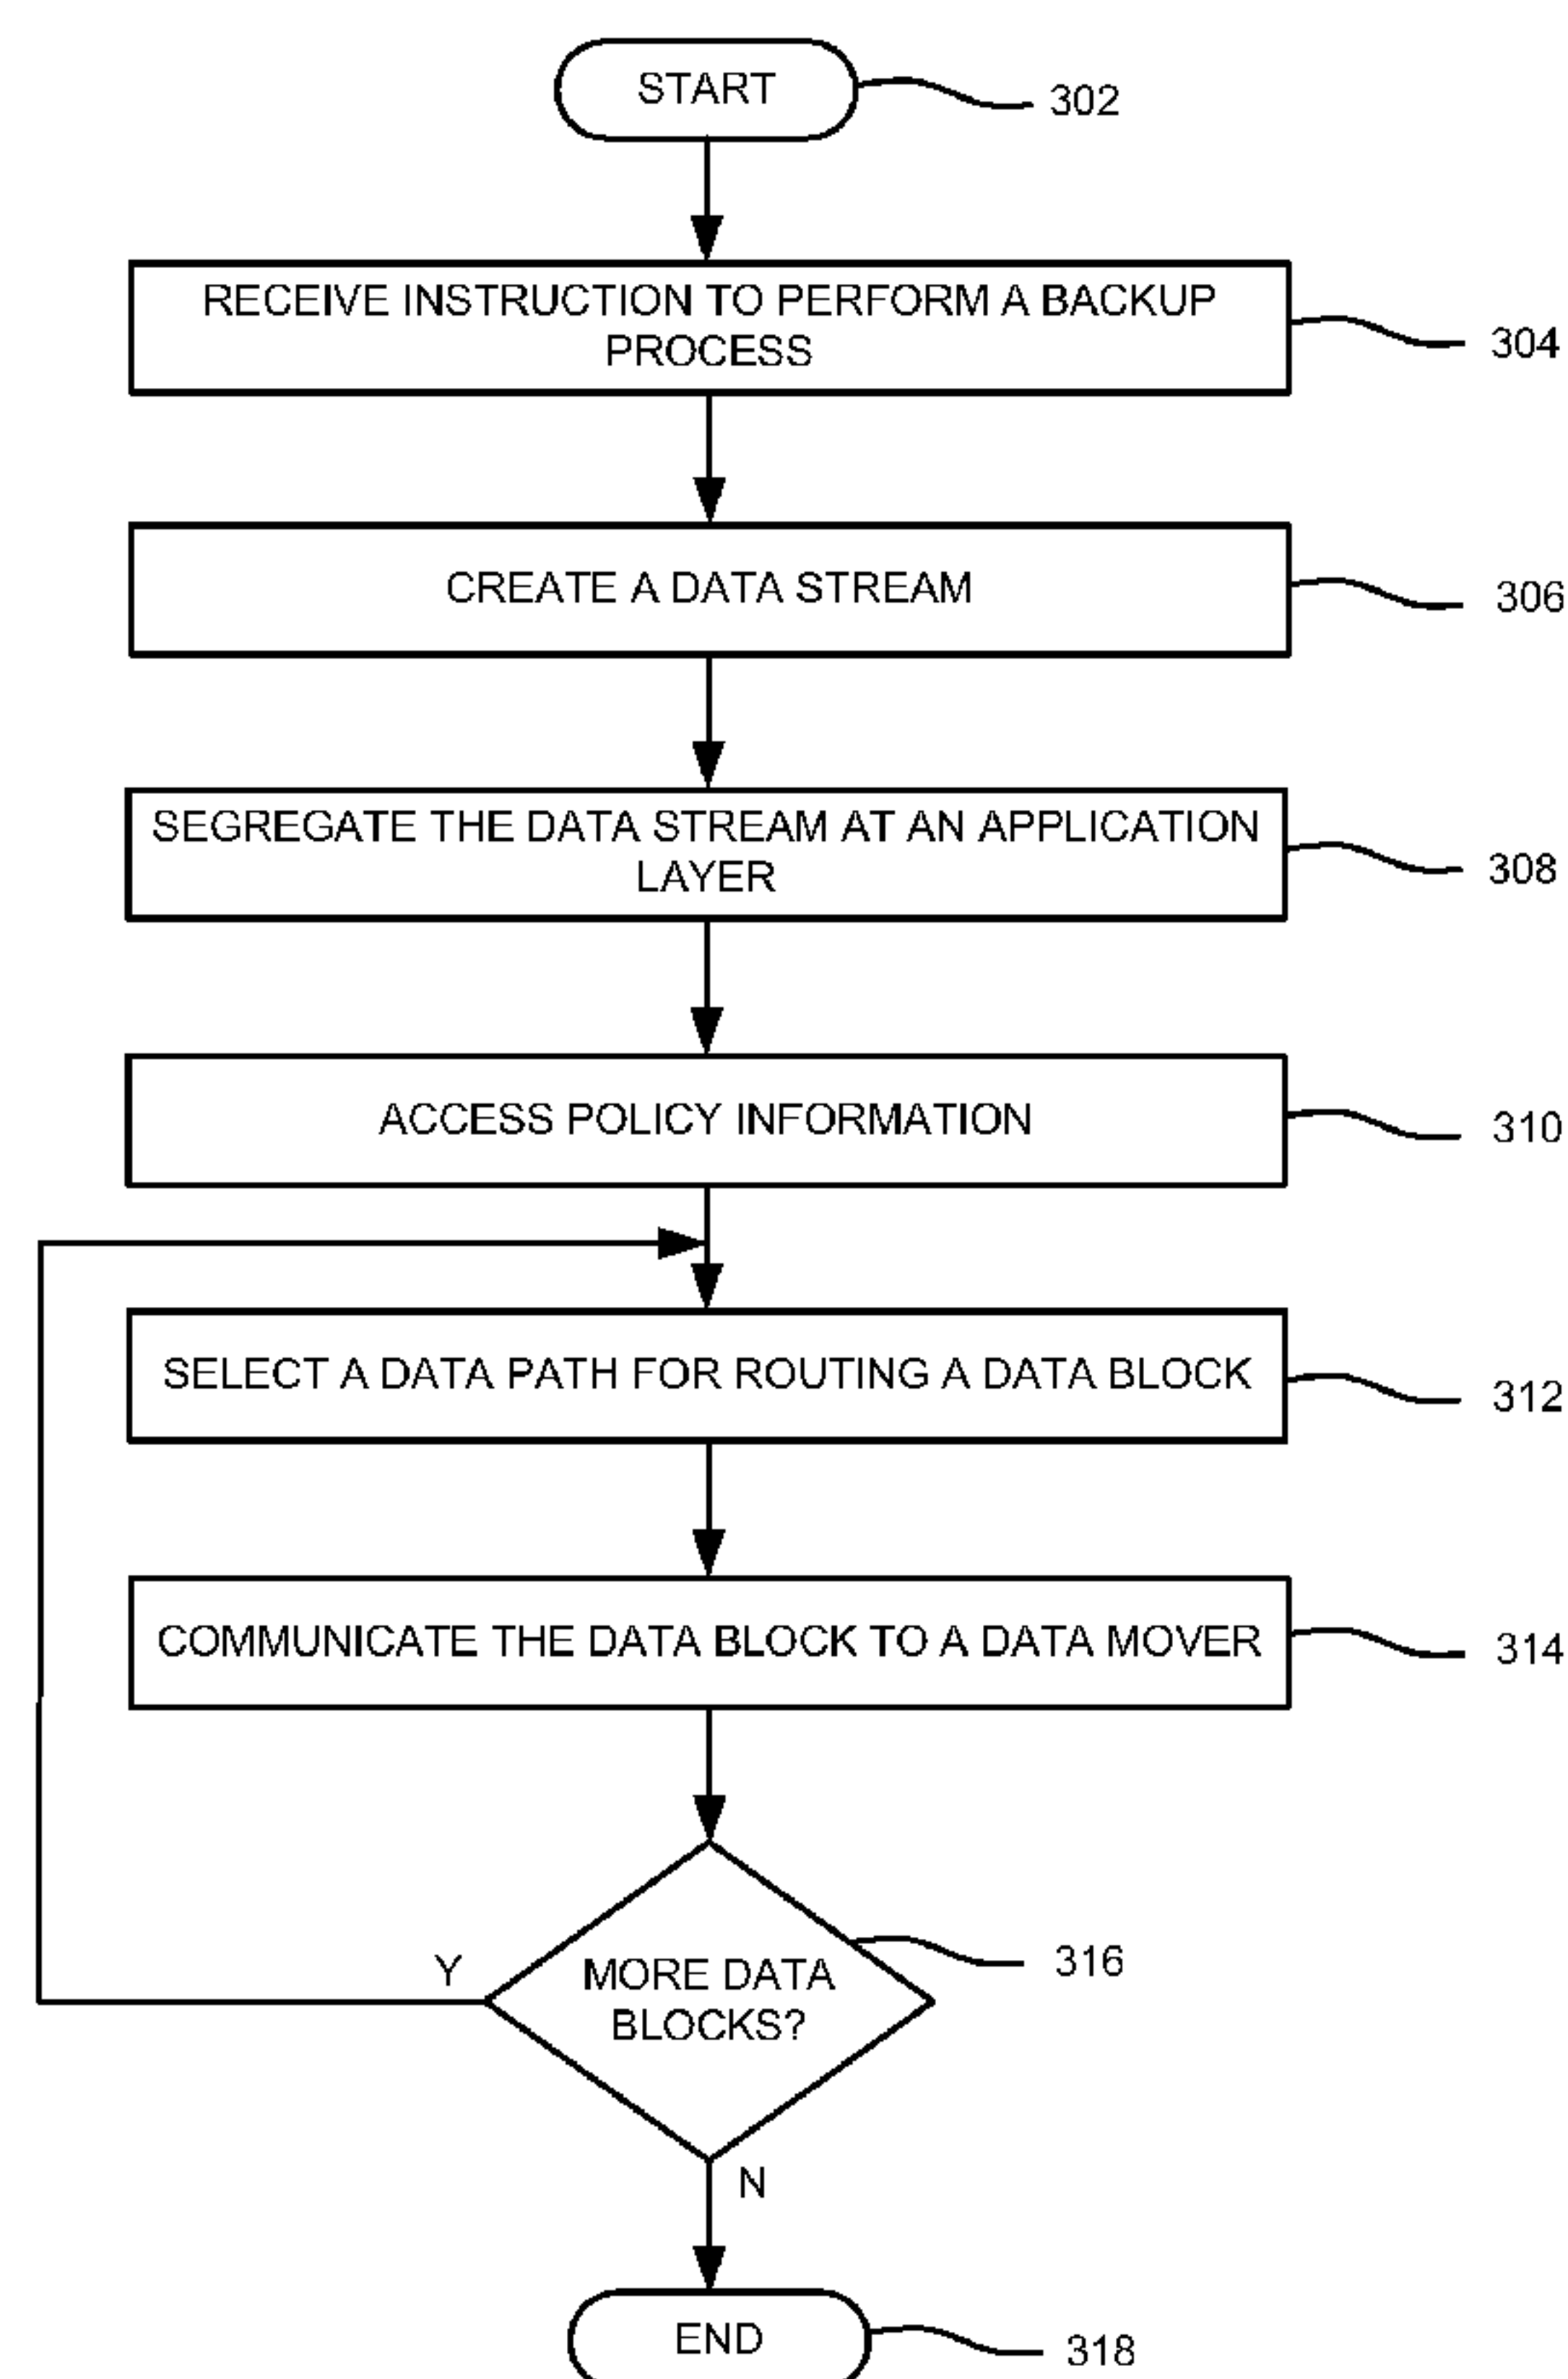 START
302
RECEIVE INSTRUCTION TO PERFORM A BACKUP
PROCESS
304
CREATE A DATA STREAM
306
SEGREGATE THE DATA STREAM AT AN APPLICATION
LAYER
308
ACCESS POLICY INFORMATION
310
SELECT A DATA PATH FOR ROUTING A DATA BLOCK
312
COMMUNICATE THE DATA BLOCK TO A DATA MOVER
314
Y
MORE DATA
BLOCKS?
316
N
END
318